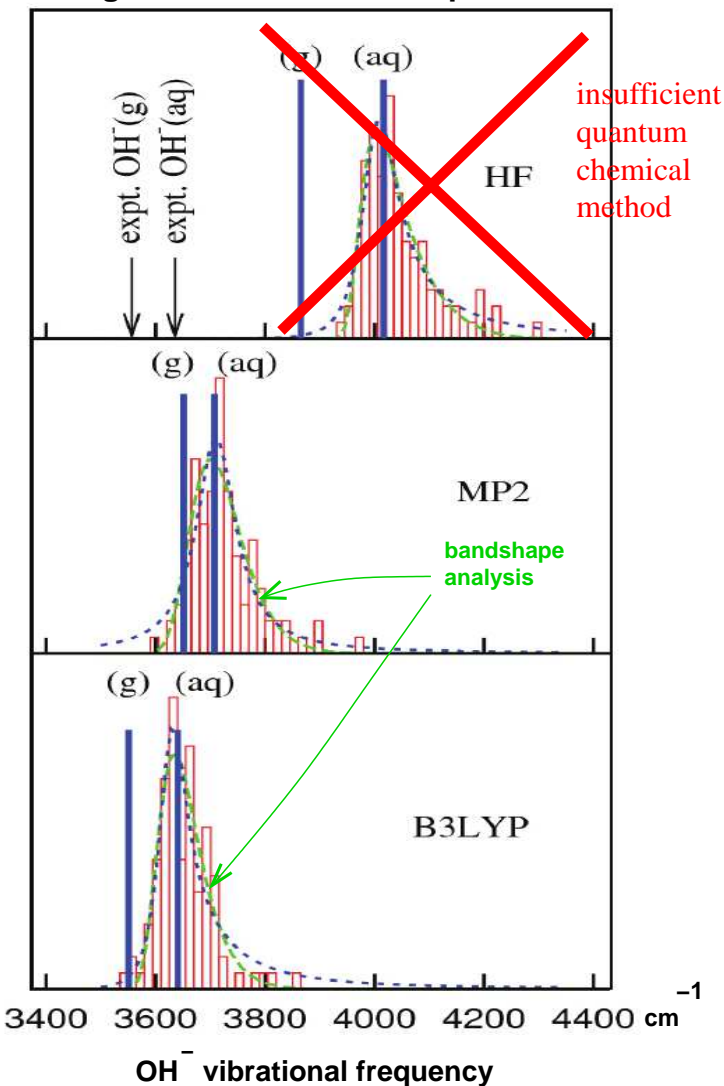 (g) (aq)
expt. OH⁻(g)
expt. OH⁻(aq)
HF
insufficient
quantum
chemical
method
(g) (aq)
MP2
bandshape
analysis
(g) (aq)
B3LYP
3400 3600 3800 4000 4200 4400 cm⁻¹
OH⁻ vibrational frequency